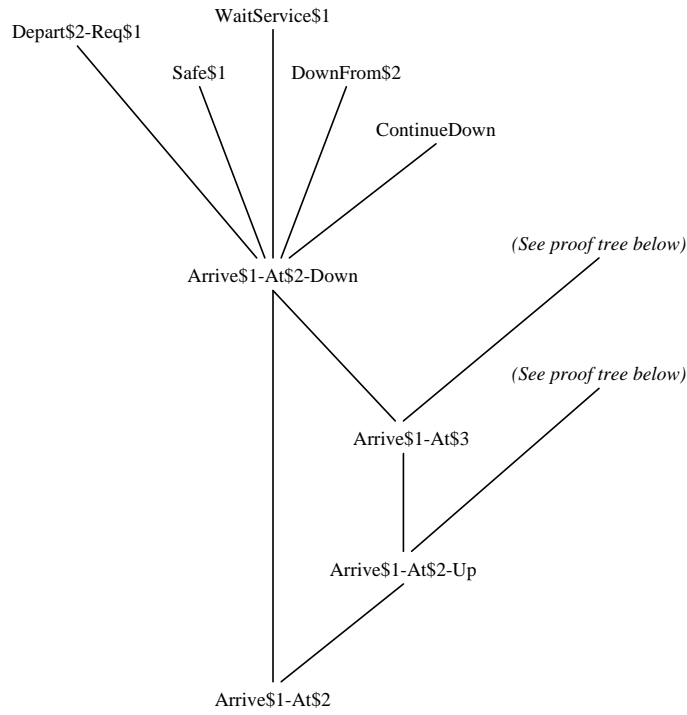 WaitService$1
Depart$2-Req$1
Safe$1
DownFrom$2
ContinueDown
(See proof tree below)
Arrive$1-At$2-Down
(See proof tree below)
Arrive$1-At$3
Arrive$1-At$2-Up
Arrive$1-At$2